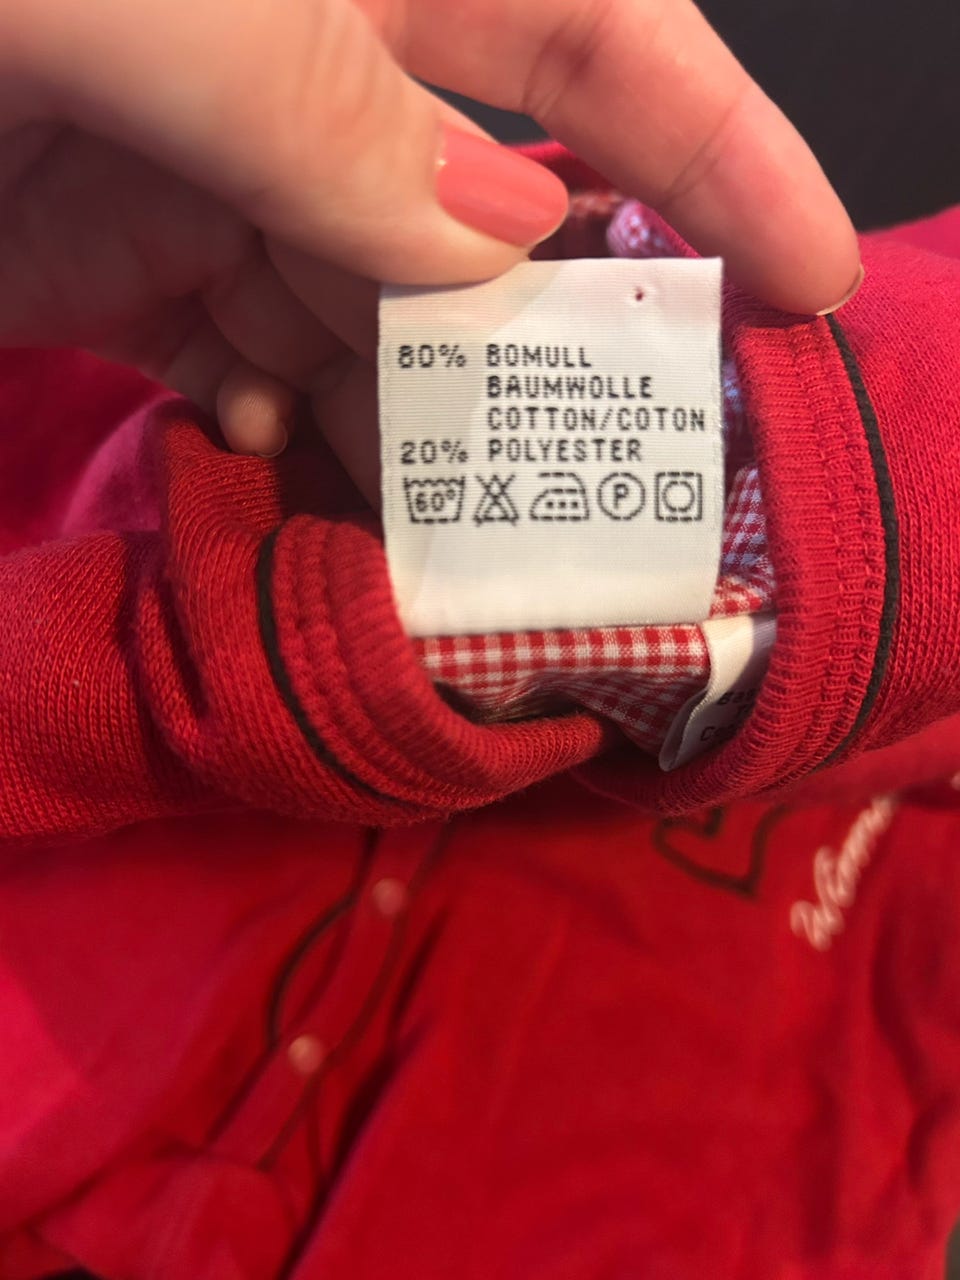 80% BOMULL
BAUMWOLLE
COTTON/COTON
20% POLYESTER
60° P